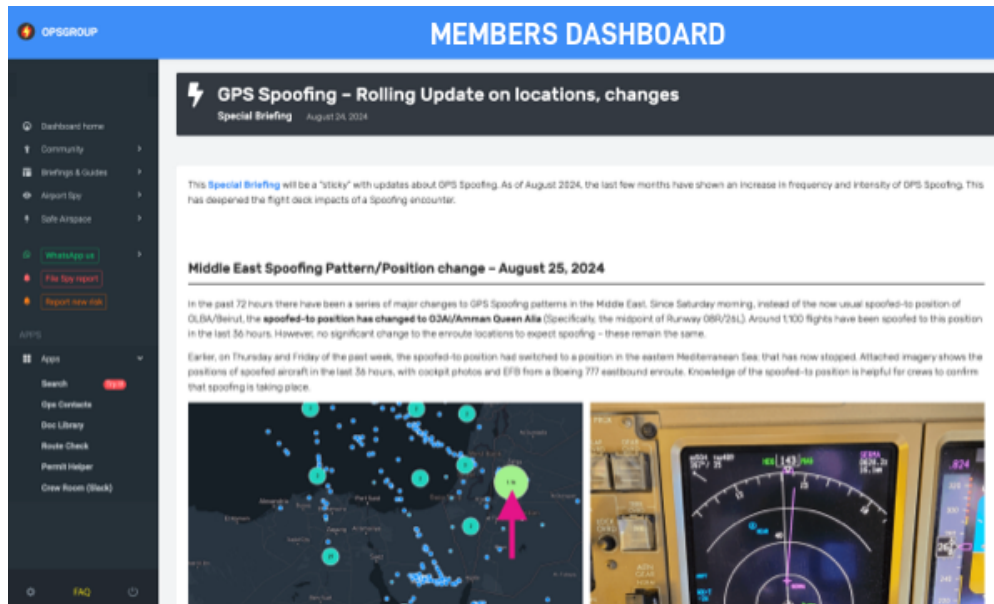 OPSGROUP
MEMBERS DASHBOARD
GPS Spoofing – Rolling Update on locations, changes
Special Briefing August 24, 2024
Dashboard home
Community
Briefings & Guides
Airport Spy
Safe Airspace
WhatsApp us
File Spy report
Report new risk
APPS
Apps
Search
Ops Contacts
Doc Library
Route Check
Permit Helper
Crew Room (Slack)
FAQ
This Special Briefing will be a "sticky" with updates about GPS Spoofing. As of August 2024, the last few months have shown an increase in frequency and intensity of GPS Spoofing. This
has deepened the flight deck impacts of a Spoofing encounter.
Middle East Spoofing Pattern/Position change – August 25, 2024
In the past 72 hours there have been a series of major changes to GPS Spoofing patterns in the Middle East. Since Saturday morning, instead of the now usual spoofed-to position of
OLBA/Beirut, the spoofed-to position has changed to OJAI/Amman Queen Alia (Specifically, the midpoint of Runway 08R/26L). Around 1,100 flights have been spoofed to this position
in the last 36 hours. However, no significant change to the enroute locations to expect spoofing – these remain the same.
Earlier, on Thursday and Friday of the past week, the spoofed-to position had switched to a position in the eastern Mediterranean Sea; that has now stopped. Attached imagery shows the
positions of spoofed aircraft in the last 36 hours, with cockpit photos and EFB from a Boeing 777 eastbound enroute. Knowledge of the spoofed-to position is helpful for crews to confirm
that spoofing is taking place.
Alexandria
Port Said
HDG 143 MAG
.824